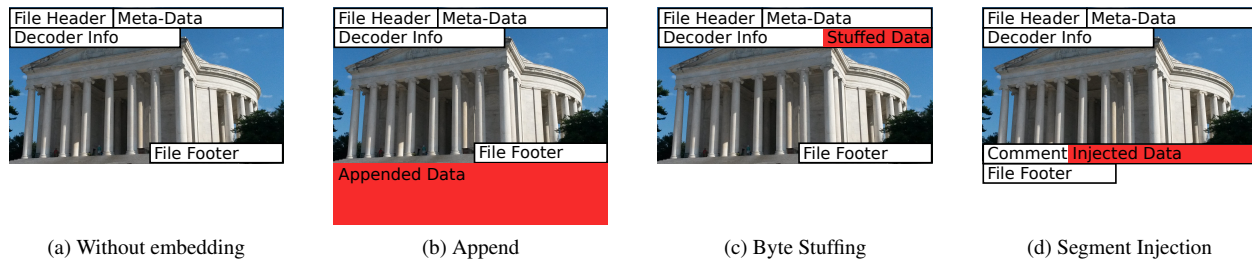 File Header Meta-Data
Decoder Info
File Footer
(a) Without embedding
File Header Meta-Data
Decoder Info
File Footer
Appended Data
(b) Append
File Header Meta-Data
Decoder Info Stuffed Data
File Footer
(c) Byte Stuffing
File Header Meta-Data
Decoder Info
Comment Injected Data
File Footer
(d) Segment Injection